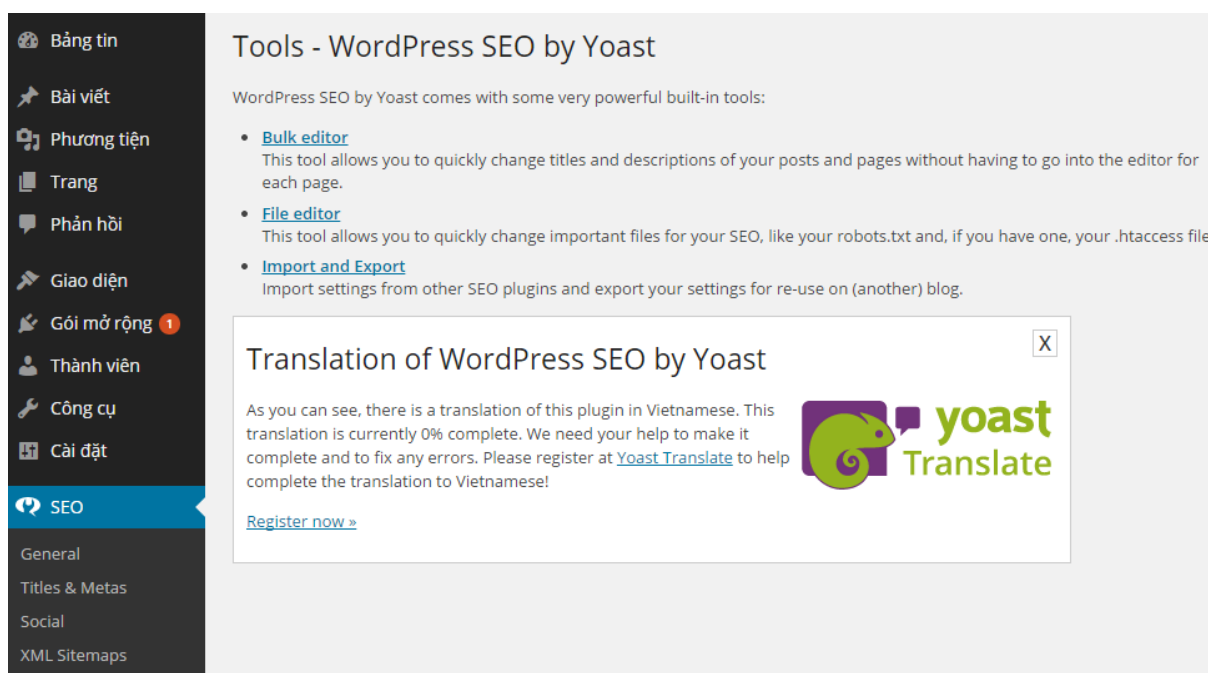 Bảng tin
Bài viết
Phương tiện
Trang
Phản hồi
Giao diện
Gói mở rộng 1
Thành viên
Công cụ
Cài đặt
SEO
General
Titles & Metas
Social
XML Sitemaps
Tools - WordPress SEO by Yoast
WordPress SEO by Yoast comes with some very powerful built-in tools:
• Bulk editor
This tool allows you to quickly change titles and descriptions of your posts and pages without having to go into the editor for
each page.
• File editor
This tool allows you to quickly change important files for your SEO, like your robots.txt and, if you have one, your .htaccess file
• Import and Export
Import settings from other SEO plugins and export your settings for re-use on (another) blog.
X
Translation of WordPress SEO by Yoast
As you can see, there is a translation of this plugin in Vietnamese. This
translation is currently 0% complete. We need your help to make it
complete and to fix any errors. Please register at Yoast Translate to help
complete the translation to Vietnamese!
Register now »
yoast
Translate